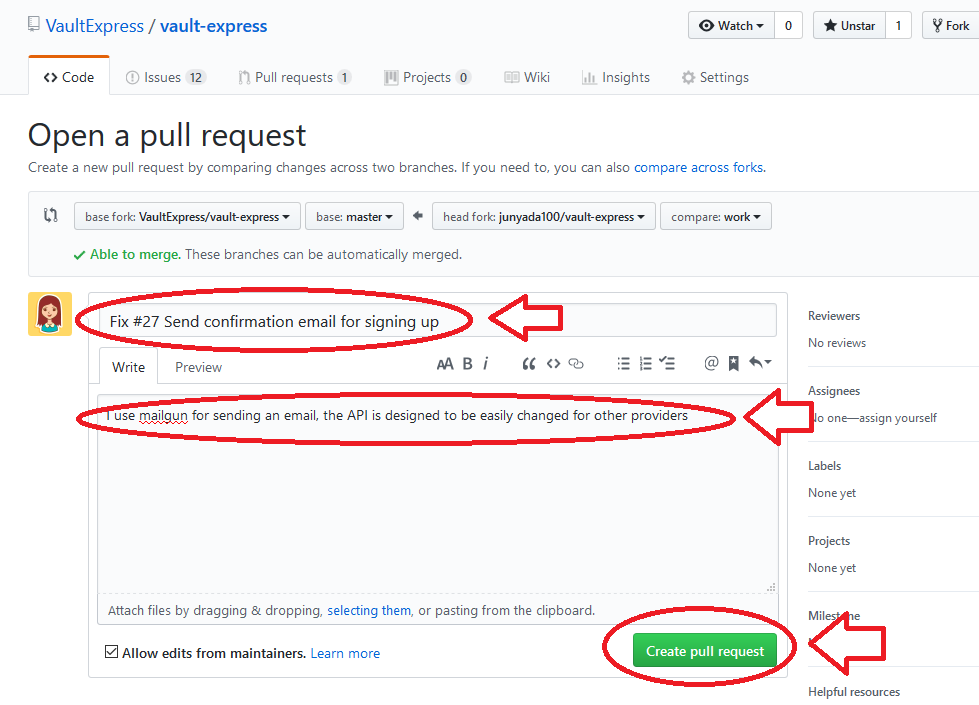 VaultExpress / vault-express
Watch 0 Unstar 1 Fork
Code Issues 12 Pull requests 1 Projects 0 Wiki Insights Settings
Open a pull request
Create a new pull request by comparing changes across two branches. If you need to, you can also compare across forks.
base fork: VaultExpress/vault-express base: master head fork: junyada100/vault-express compare: work
Able to merge. These branches can be automatically merged.
Fix #27 Send confirmation email for signing up
Write Preview
AA B i
I use mailgun for sending an email, the API is designed to be easily changed for other providers
Attach files by dragging & dropping, selecting them, or pasting from the clipboard.
Allow edits from maintainers. Learn more
Create pull request
Reviewers
No reviews
Assignees
No one—assign yourself
Labels
None yet
Projects
None yet
Milestone
Helpful resources